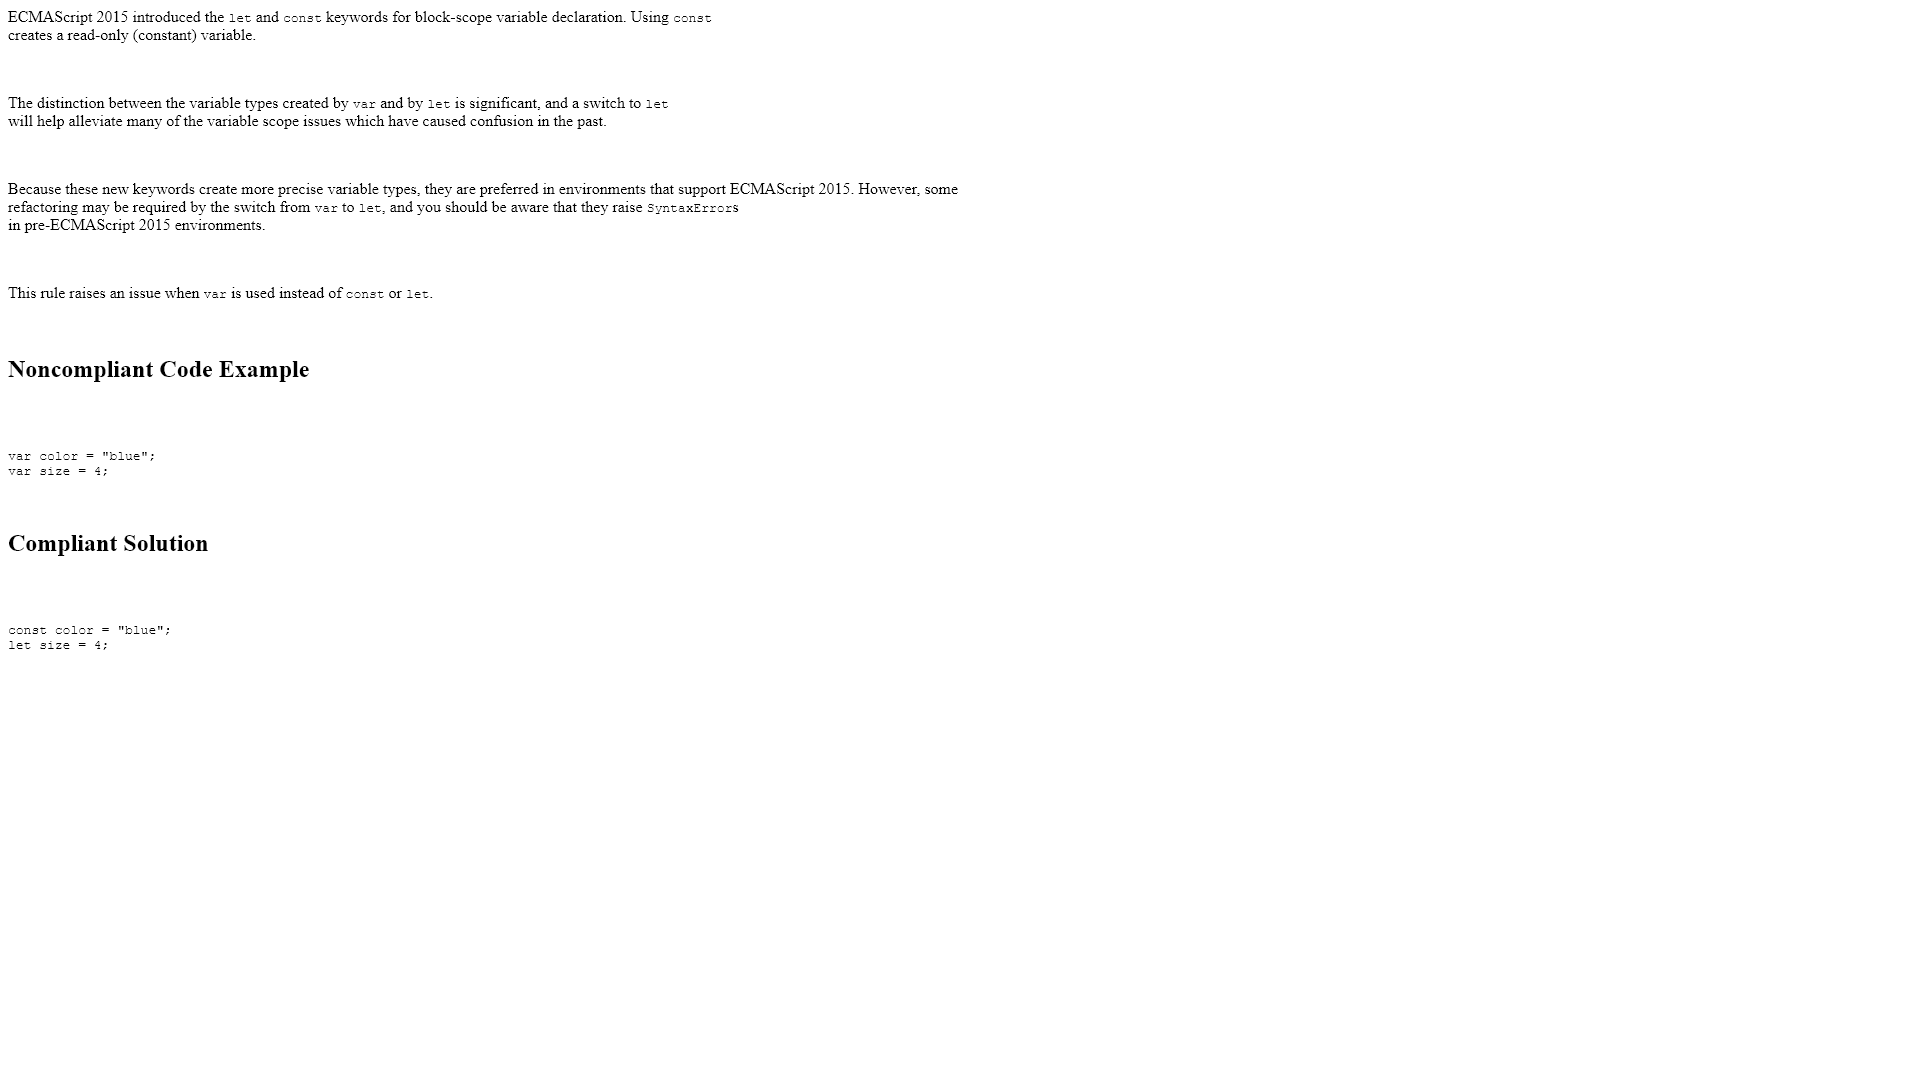 ECMAScript 2015 introduced the let and const keywords for block-scope variable declaration. Using const
creates a read-only (constant) variable.
The distinction between the variable types created by var and by let is significant, and a switch to let
will help alleviate many of the variable scope issues which have caused confusion in the past.
Because these new keywords create more precise variable types, they are preferred in environments that support ECMAScript 2015. However, some
refactoring may be required by the switch from var to let, and you should be aware that they raise SyntaxErrors
in pre-ECMAScript 2015 environments.
This rule raises an issue when var is used instead of const or let.
Noncompliant Code Example
var color = "blue";
var size = 4;
Compliant Solution
const color = "blue";
let size = 4;